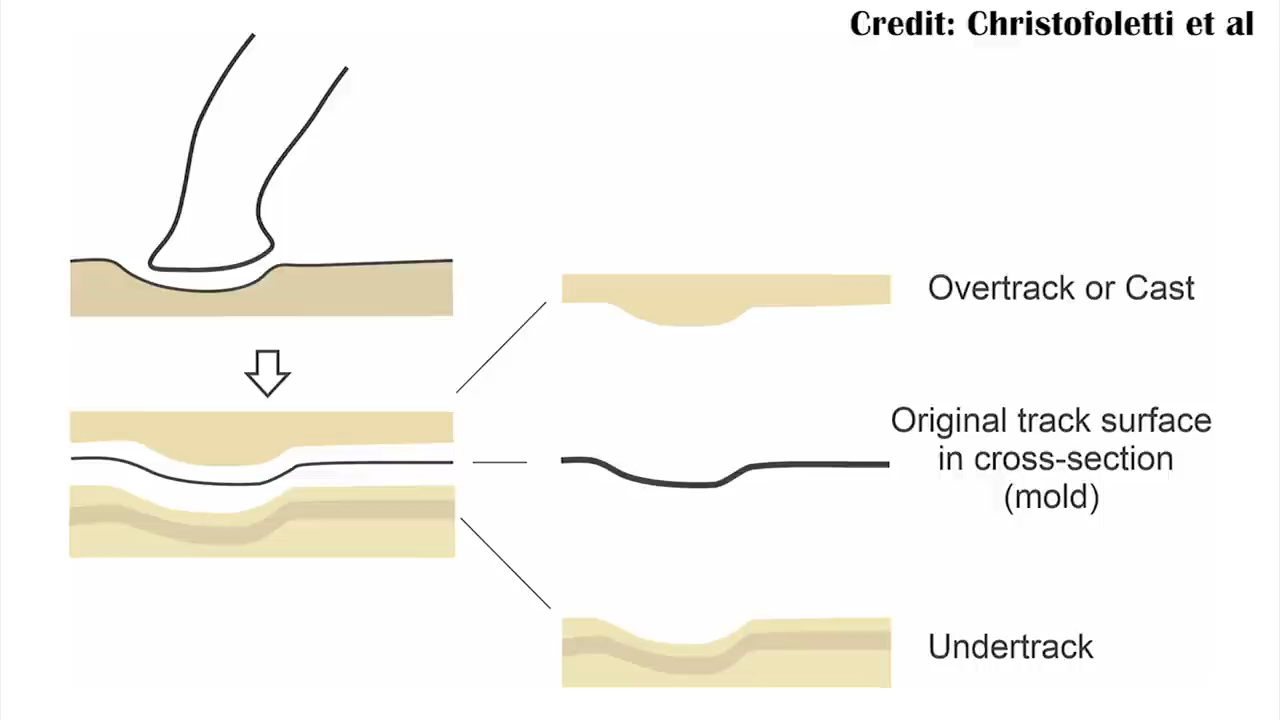 Credit: Christofoletti et al
Overtrack or Cast
Original track surface
in cross-section
(mold)
Undertrack